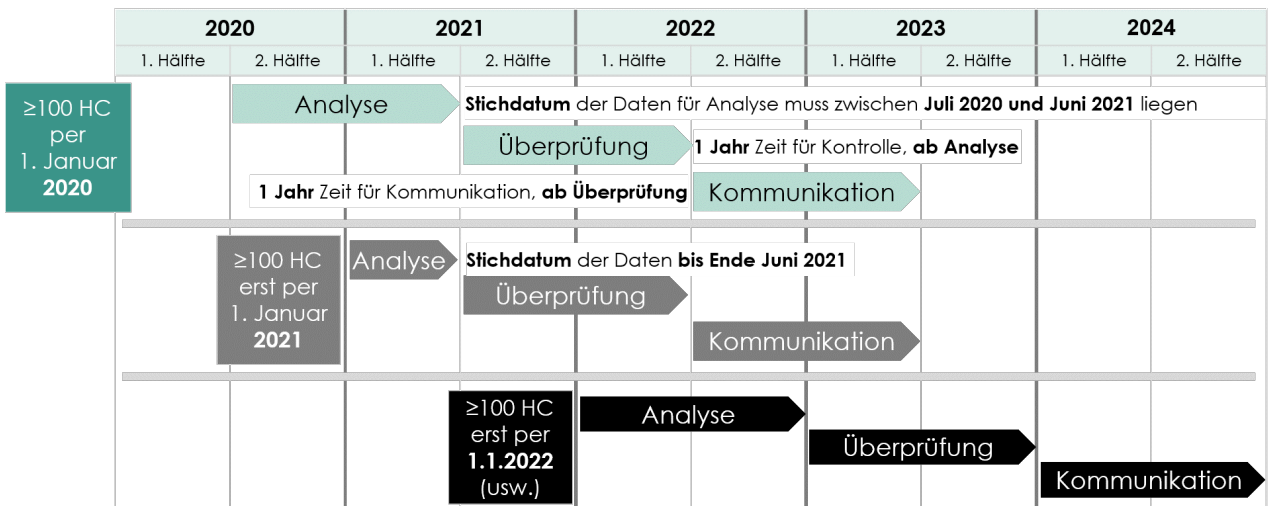 2020
2021
2022
2023
2024
1. Hälfte
2. Hälfte
1. Hälfte
2. Hälfte
1. Hälfte
2. Hälfte
1. Hälfte
2. Hälfte
1. Hälfte
2. Hälfte
≥100 HC
per
1. Januar
2020
Analyse
Stichdatum der Daten für Analyse muss zwischen Juli 2020 und Juni 2021 liegen
Überprüfung
1 Jahr Zeit für Kontrolle, ab Analyse
1 Jahr Zeit für Kommunikation, ab Überprüfung
Kommunikation
≥100 HC
erst per
1. Januar
2021
Analyse
Stichdatum der Daten bis Ende Juni 2021
Überprüfung
Kommunikation
≥100 HC
erst per
1.1.2022
(usw.)
Analyse
Überprüfung
Kommunikation